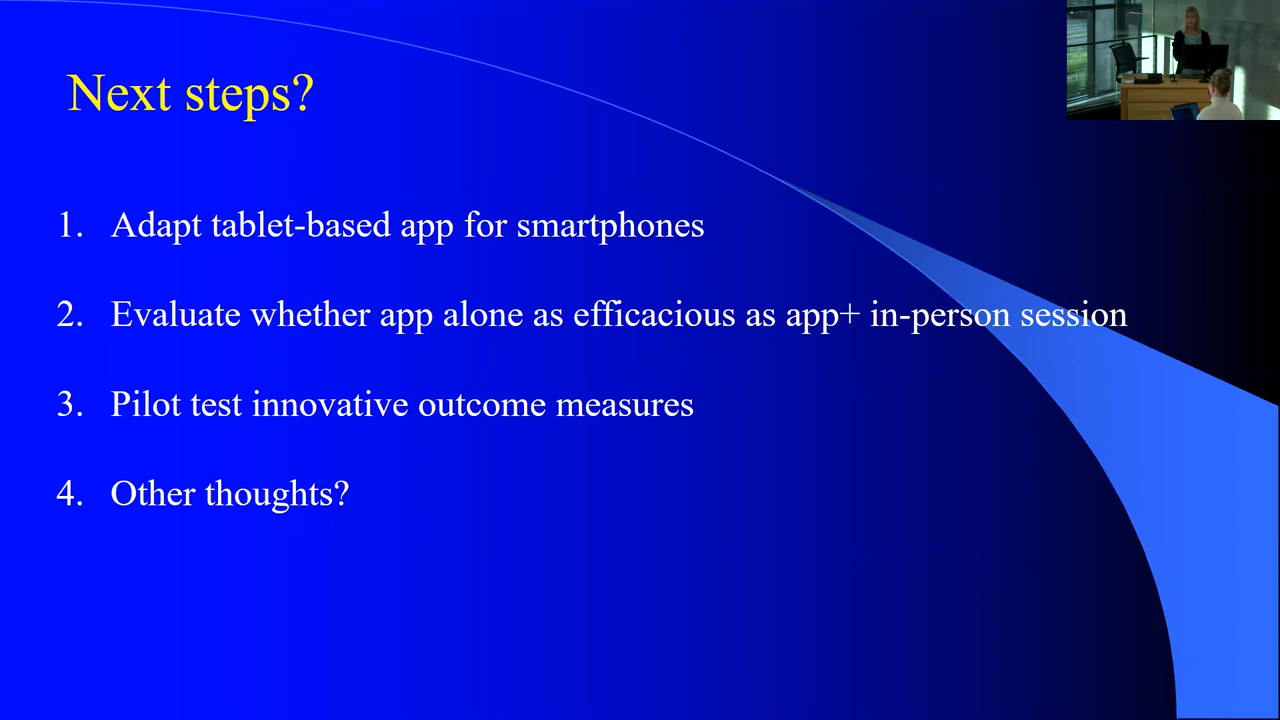 Next steps?
1. Adapt tablet-based app for smartphones
2. Evaluate whether app alone as efficacious as app+ in-person session
3. Pilot test innovative outcome measures
4. Other thoughts?